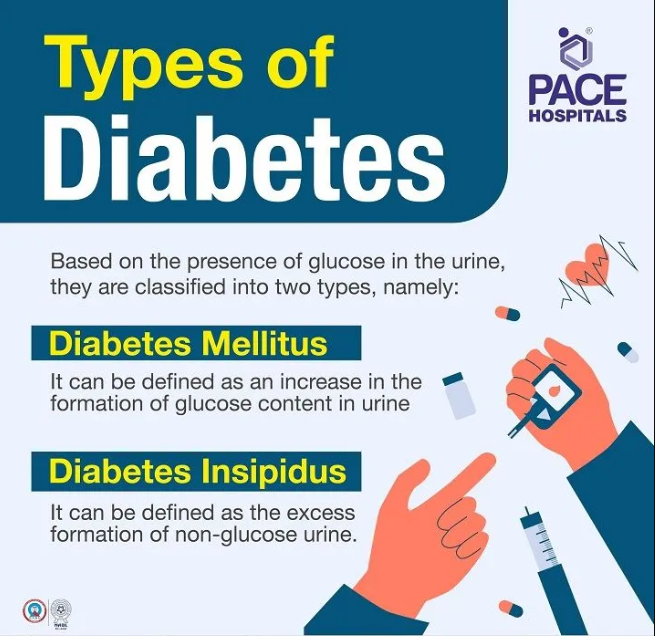 Types of
Diabetes
PACE
HOSPITALS
Based on the presence of glucose in the urine,
they are classified into two types, namely:
Diabetes Mellitus
It can be defined as an increase in the
formation of glucose content in urine
Diabetes Insipidus
It can be defined as the excess
formation of non-glucose urine.